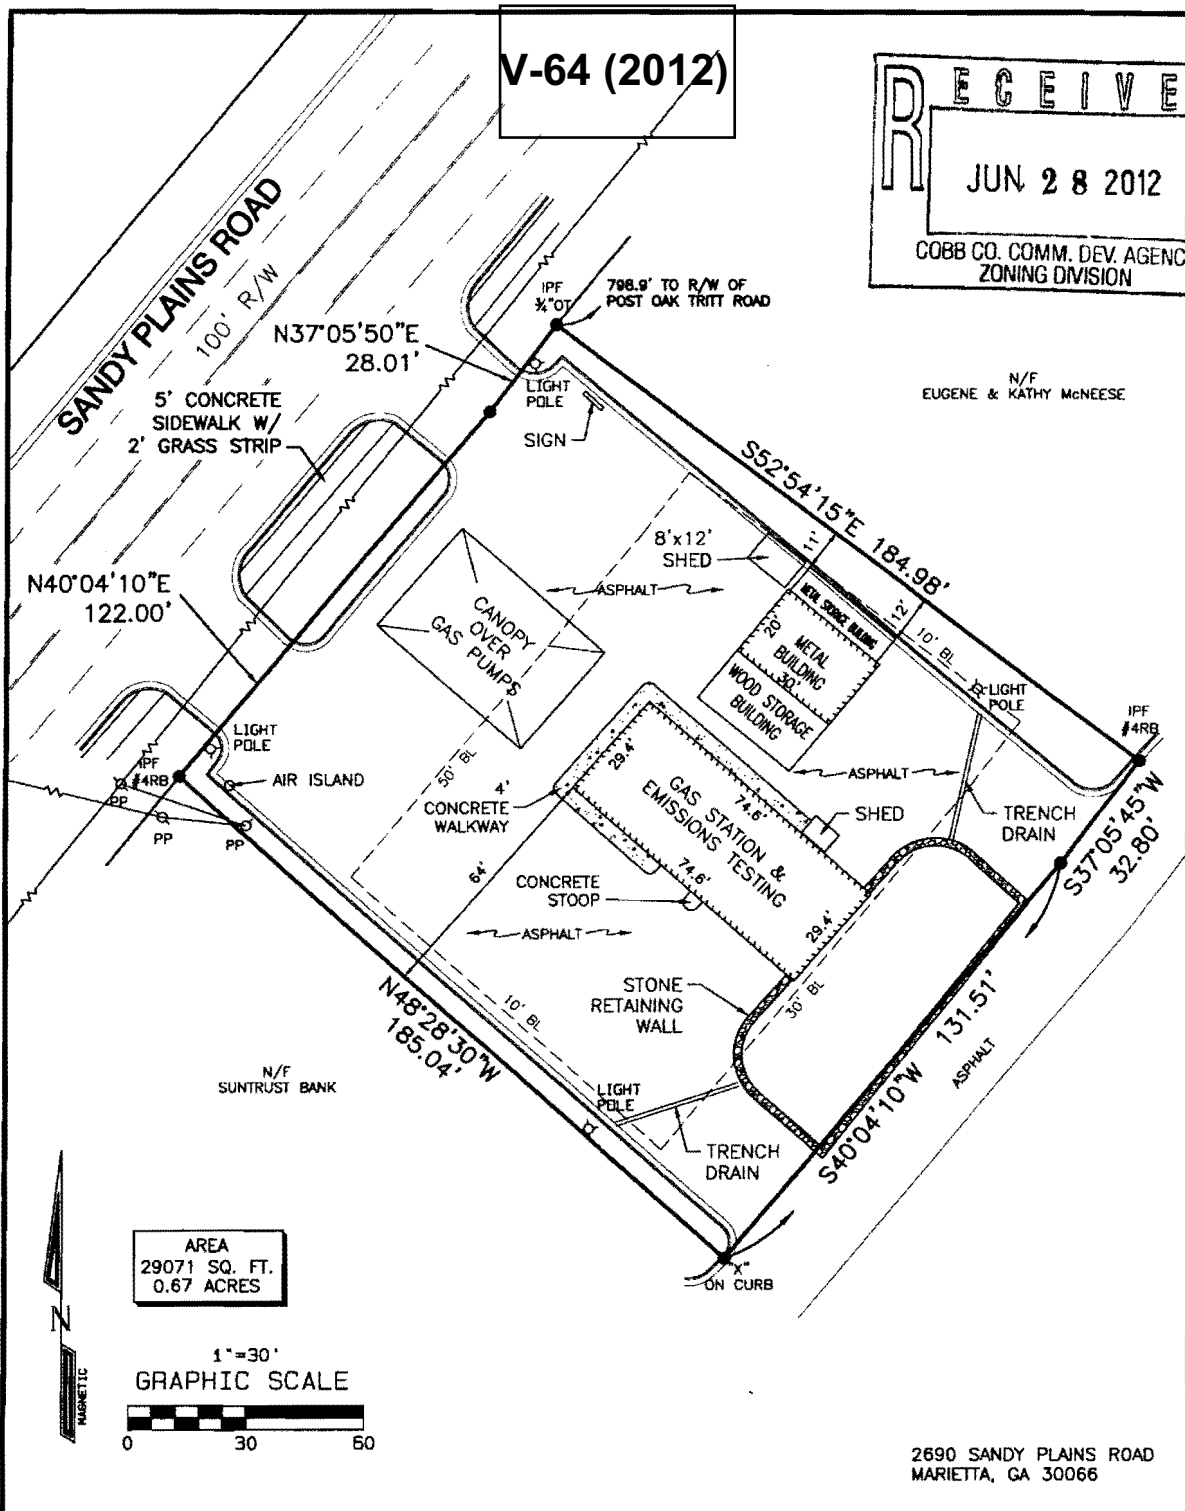 V-64 (2012)
RECEIVE
JUN 28 2012
COBB CO. COMM. DEV. AGENC
ZONING DIVISION
SANDY PLAINS ROAD
100' R/W
N37°05'50"E
28.01'
IPF
¾"OT
798.9' TO R/W OF
POST OAK TRITT ROAD
N/F
EUGENE & KATHY McNEESE
5' CONCRETE
SIDEWALK W/
2' GRASS STRIP
LIGHT
POLE
SIGN
S52°54'15"E 184.98'
8'x12'
SHED
11'
ASPHALT
N40°04'10"E
122.00'
CANOPY
OVER
GAS PUMPS
METAL STORAGE BUILDING
12'
10' BL
20'
METAL
BUILDING
30'
WOOD STORAGE
BUILDING
LIGHT
POLE
IPF
#4RB
LIGHT
POLE
IPF
#4RB
AIR ISLAND
PP
PP
PP
50' BL
4'
CONCRETE
WALKWAY
29.4'
GAS STATION &
EMISSIONS TESTING
74.6'
74.6'
29.4'
ASPHALT
SHED
TRENCH
DRAIN
S37°05'45"W
32.80'
64'
CONCRETE
STOOP
ASPHALT
STONE
RETAINING
WALL
30' BL
N48°28'30"W
185.04'
10' BL
S40°04'10"W 131.51'
ASPHALT
N/F
SUNTRUST BANK
LIGHT
POLE
TRENCH
DRAIN
"X"
ON CURB
AREA
29071 SQ. FT.
0.67 ACRES
N
MAGNETIC
1"=30'
GRAPHIC SCALE
0 30 60
2690 SANDY PLAINS ROAD
MARIETTA, GA 30066